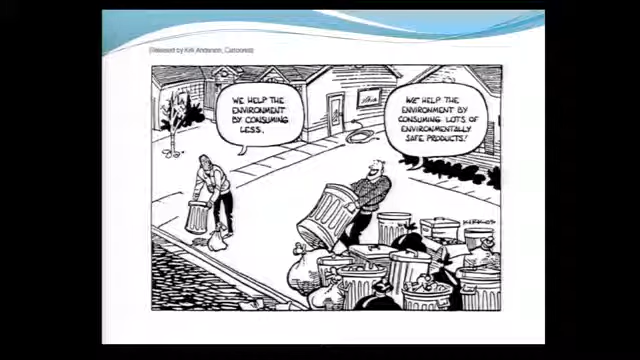 (Released by Kirk Anderson, Cartoonist)
WE HELP THE
ENVIRONMENT
BY CONSUMING
LESS.
WE HELP THE
ENVIRONMENT BY
CONSUMING LOTS OF
ENVIRONMENTALLY
SAFE PRODUCTS!